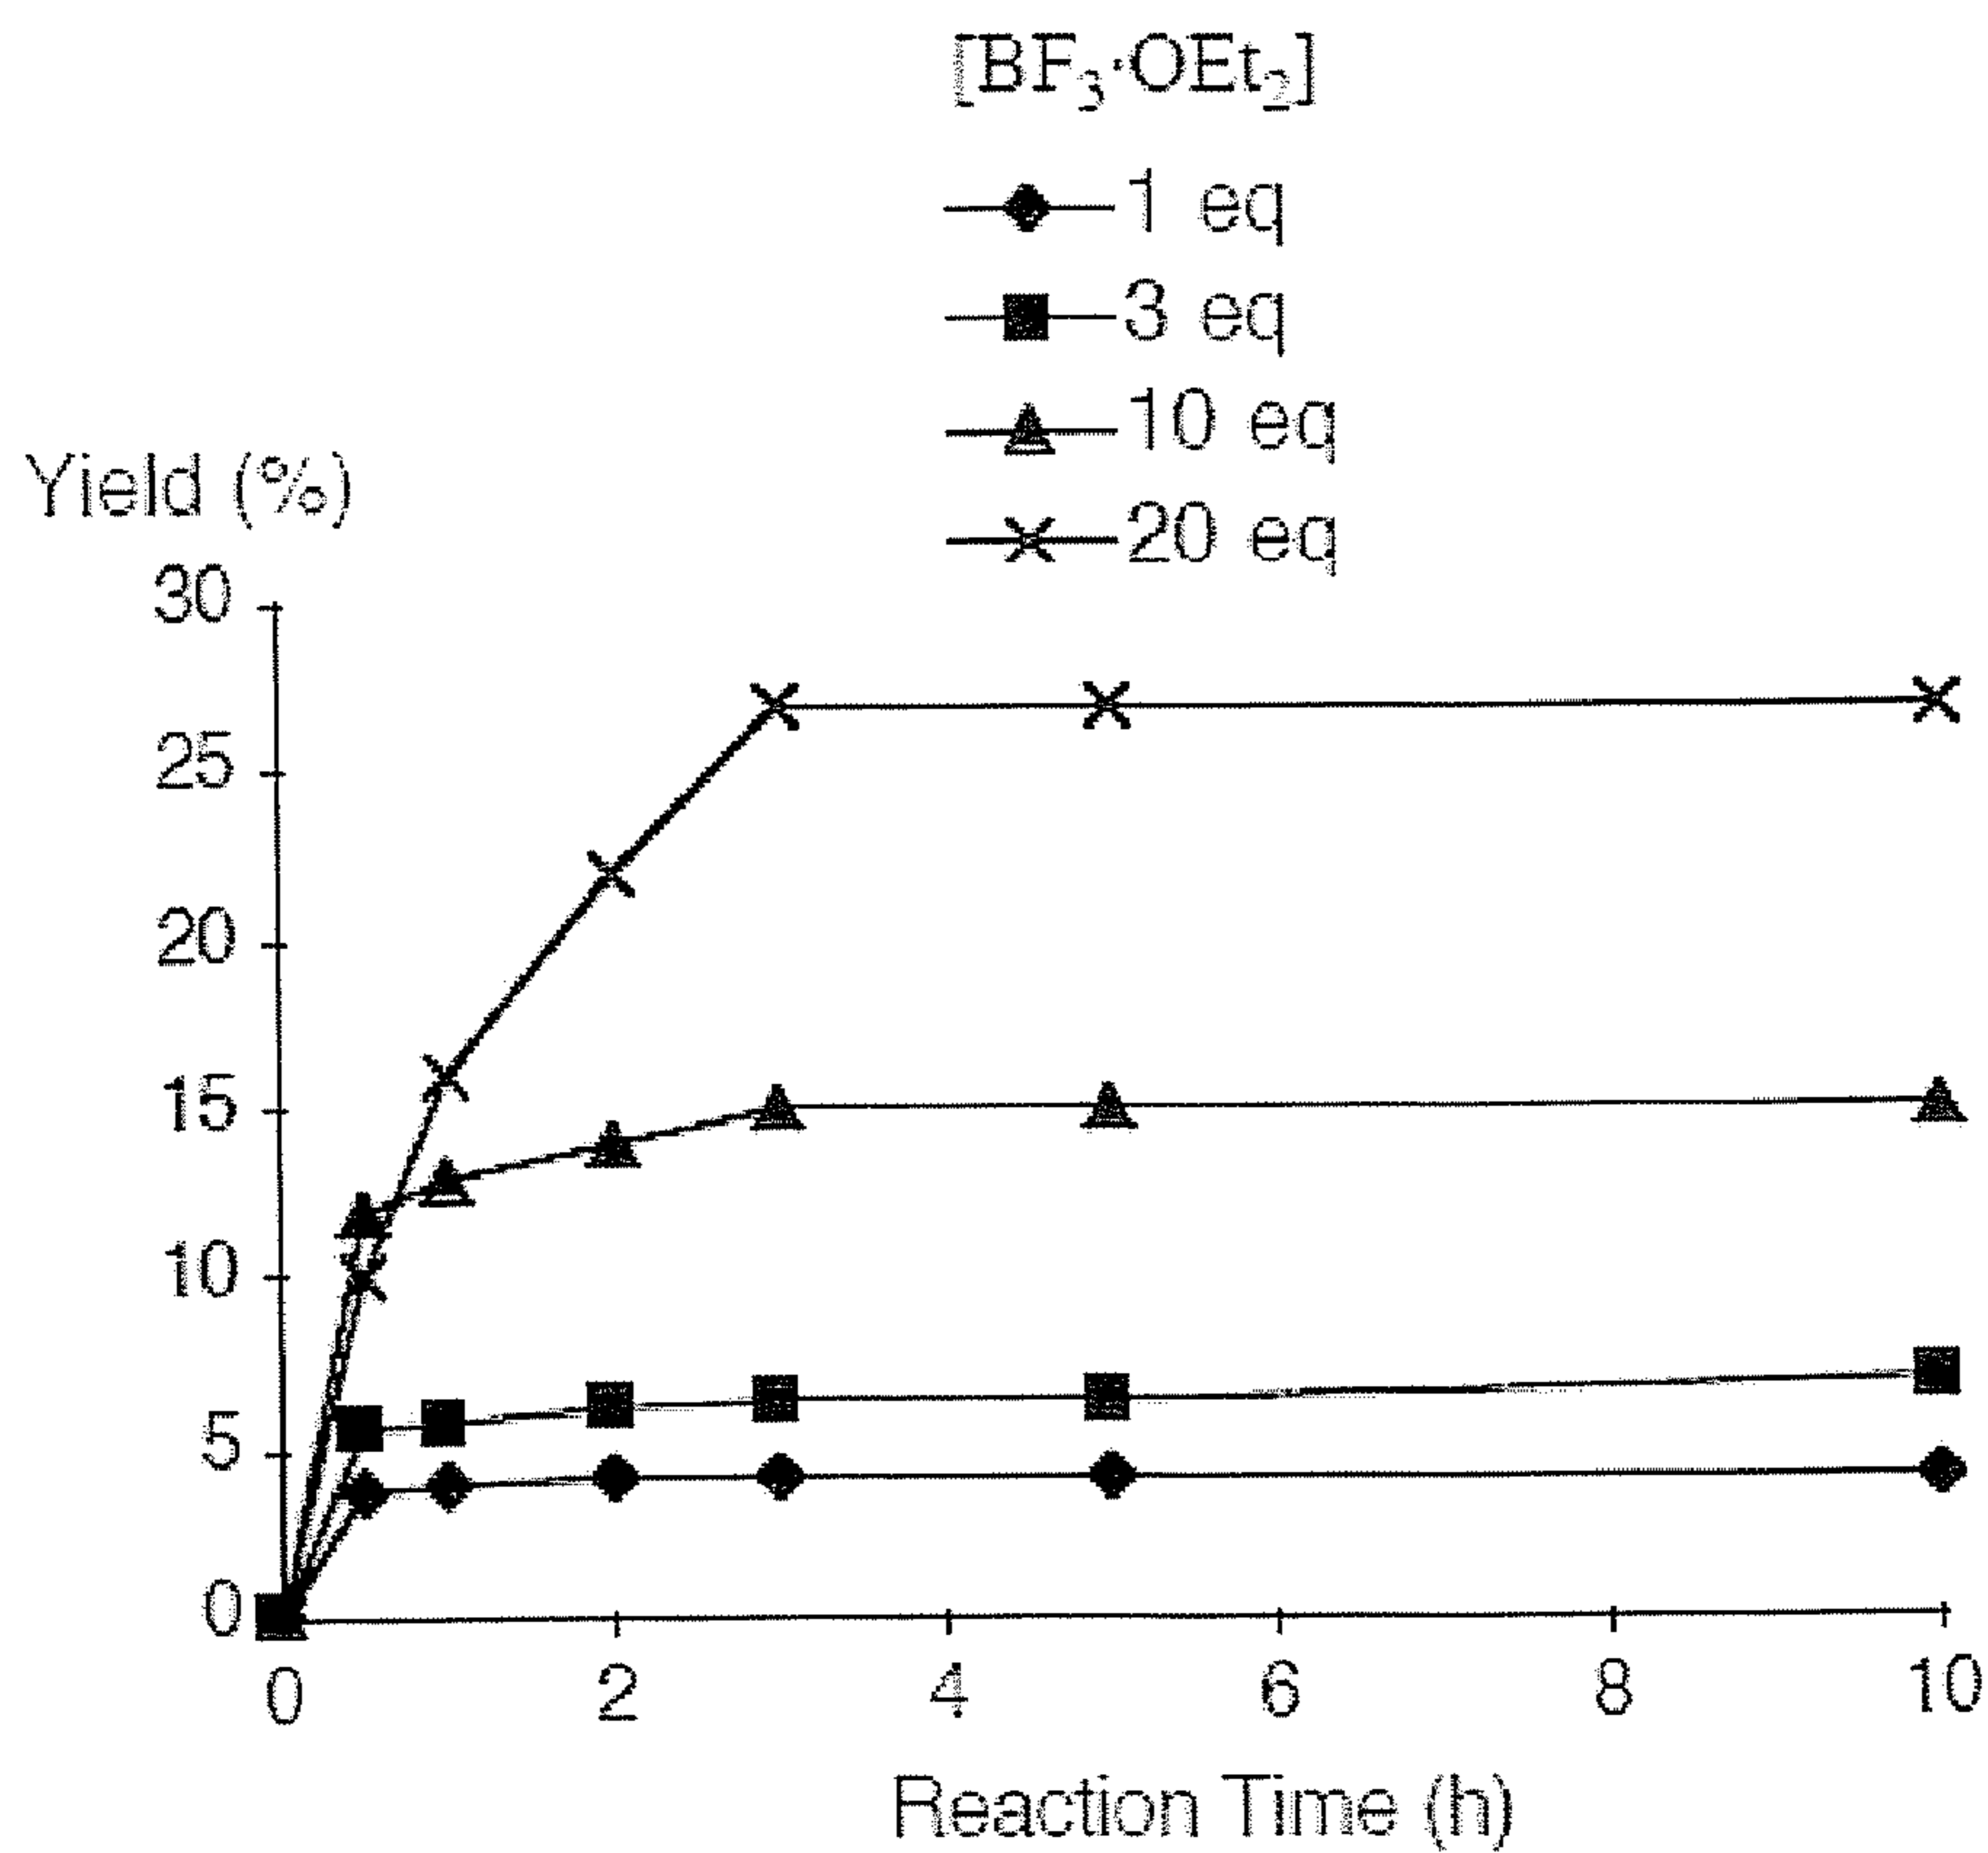 [BF₃·OEt₂]
1 eq
3 eq
10 eq
20 eq
Yield (%)
30
25
20
15
10
5
0
0 2 4 6 8 10
Reaction Time (h)